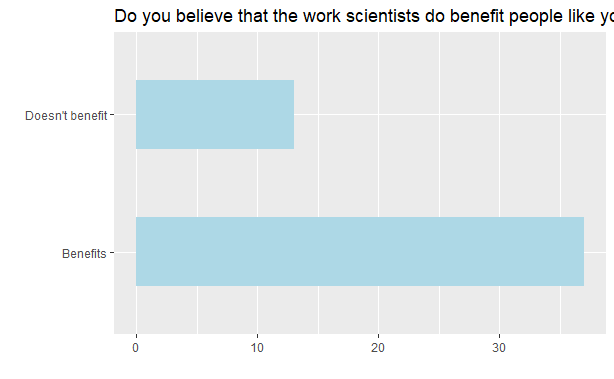 Do you believe that the work scientists do benefit people like yo
Doesn't benefit
Benefits
0 10 20 30